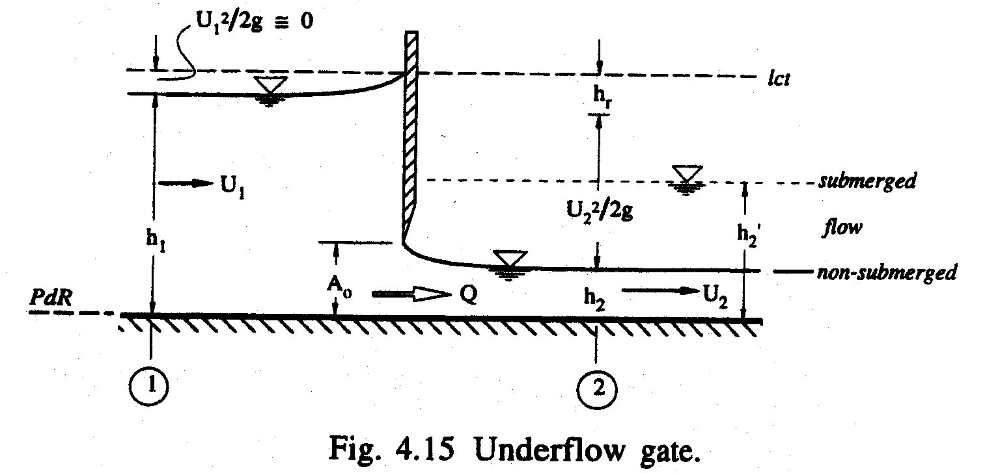 U₁²/2g ≅ 0
lct
hᵣ
U₁
submerged
U₂²/2g
h₁
h₂'
flow
non-submerged
A₀
Q
h₂
U₂
PdR
1
2
Fig. 4.15 Underflow gate.